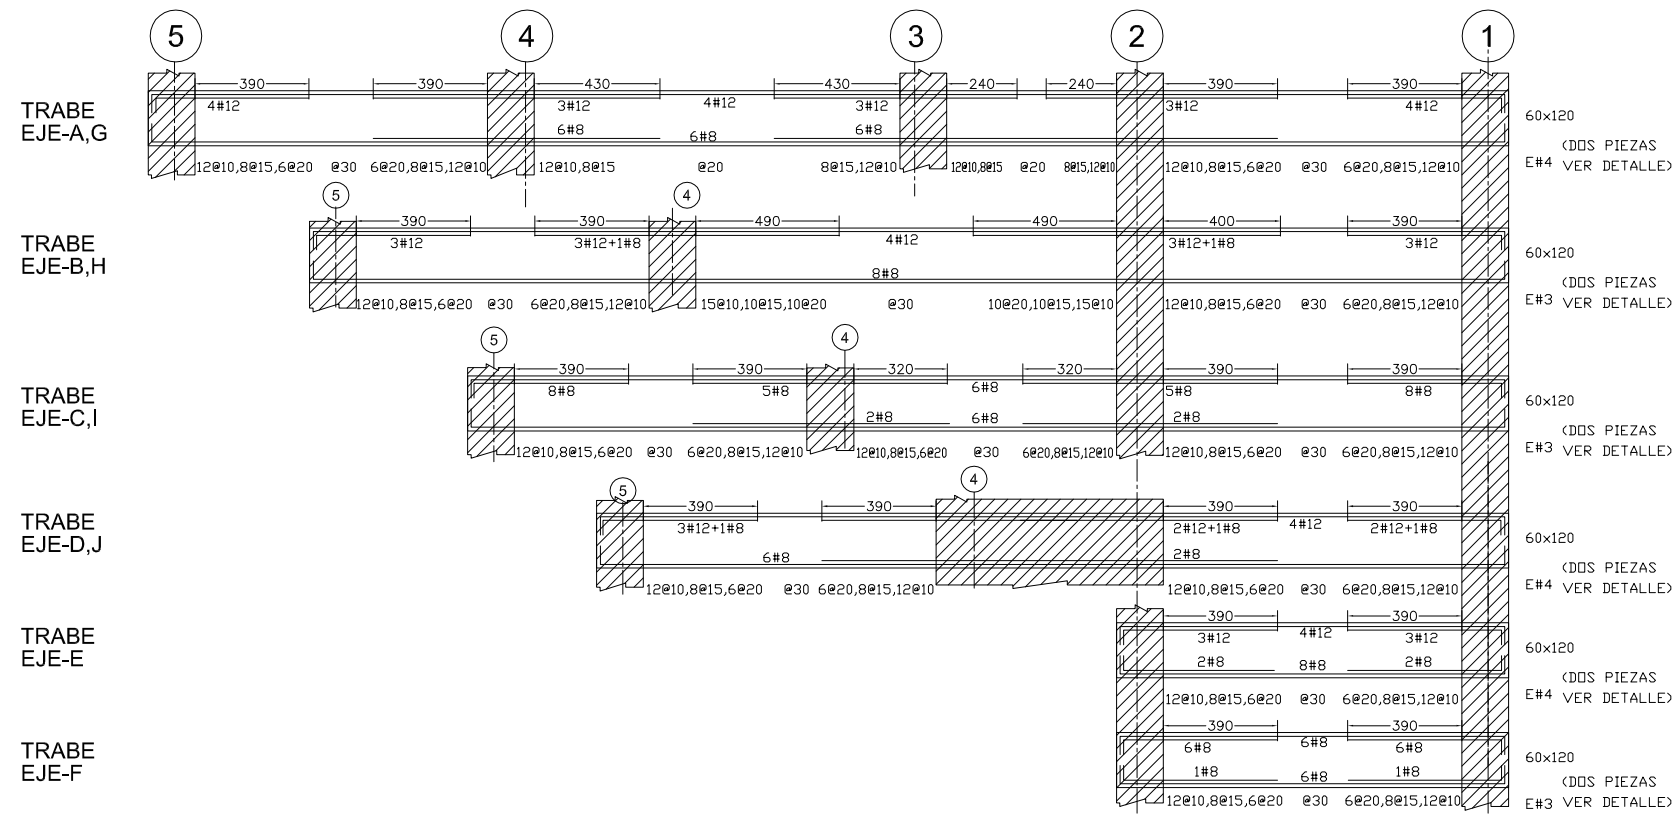 5 4 3 2 1
390 390 430 430 240 240 390 390
TRABE
EJE-A,G
4#12 3#12 4#12 3#12 3#12 4#12
6#8 6#8 6#8
60x120
(DOS PIEZAS
E#4 VER DETALLE)
12@10,8@15,6@20 @30 6@20,8@15,12@10 12@10,8@15 @20 8@15,12@10 12@10,8@15 @20 8@15,12@10 12@10,8@15,6@20 @30 6@20,8@15,12@10
5 4
390 390 490 490 400 390
TRABE
EJE-B,H
3#12 3#12+1#8 4#12 3#12+1#8 3#12
8#8
60x120
(DOS PIEZAS
E#3 VER DETALLE)
12@10,8@15,6@20 @30 6@20,8@15,12@10 15@10,10@15,10@20 @30 10@20,10@15,15@10 12@10,8@15,6@20 @30 6@20,8@15,12@10
5 4
390 390 320 320 390 390
TRABE
EJE-C,I
8#8 5#8 6#8 5#8 8#8
2#8 6#8 2#8
60x120
(DOS PIEZAS
E#3 VER DETALLE)
12@10,8@15,6@20 @30 6@20,8@15,12@10 12@10,8@15,6@20 @30 6@20,8@15,12@10 12@10,8@15,6@20 @30 6@20,8@15,12@10
5 4
390 390 390 390
TRABE
EJE-D,J
3#12+1#8 2#12+1#8 4#12 2#12+1#8
6#8 2#8
60x120
(DOS PIEZAS
E#4 VER DETALLE)
12@10,8@15,6@20 @30 6@20,8@15,12@10 12@10,8@15,6@20 @30 6@20,8@15,12@10
390 390
TRABE
EJE-E
3#12 4#12 3#12
2#8 8#8 2#8
60x120
(DOS PIEZAS
E#4 VER DETALLE)
12@10,8@15,6@20 @30 6@20,8@15,12@10
390 390
TRABE
EJE-F
6#8 6#8 6#8
1#8 6#8 1#8
60x120
(DOS PIEZAS
E#3 VER DETALLE)
12@10,8@15,6@20 @30 6@20,8@15,12@10